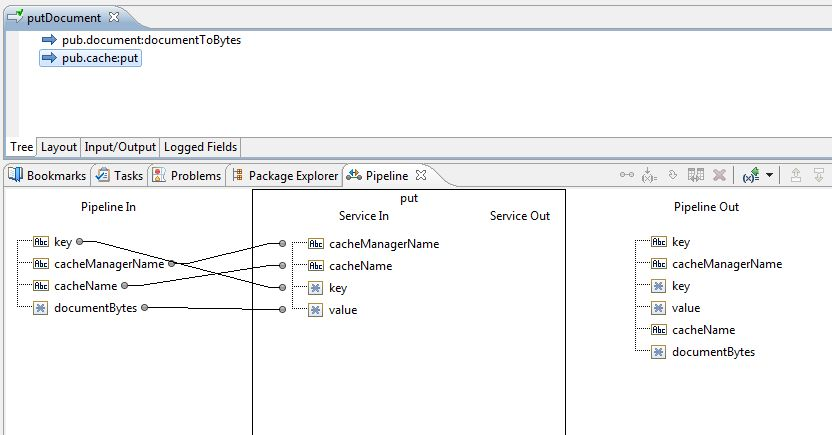 putDocument
pub.document:documentToBytes
pub.cache:put
Tree Layout Input/Output Logged Fields
Bookmarks Tasks Problems Package Explorer Pipeline
put
Pipeline In Service In Service Out Pipeline Out
Abc key Abc cacheManagerName Abc key
Abc cacheManagerName Abc cacheName Abc cacheManagerName
Abc cacheName key key
documentBytes value value
Abc cacheName
documentBytes